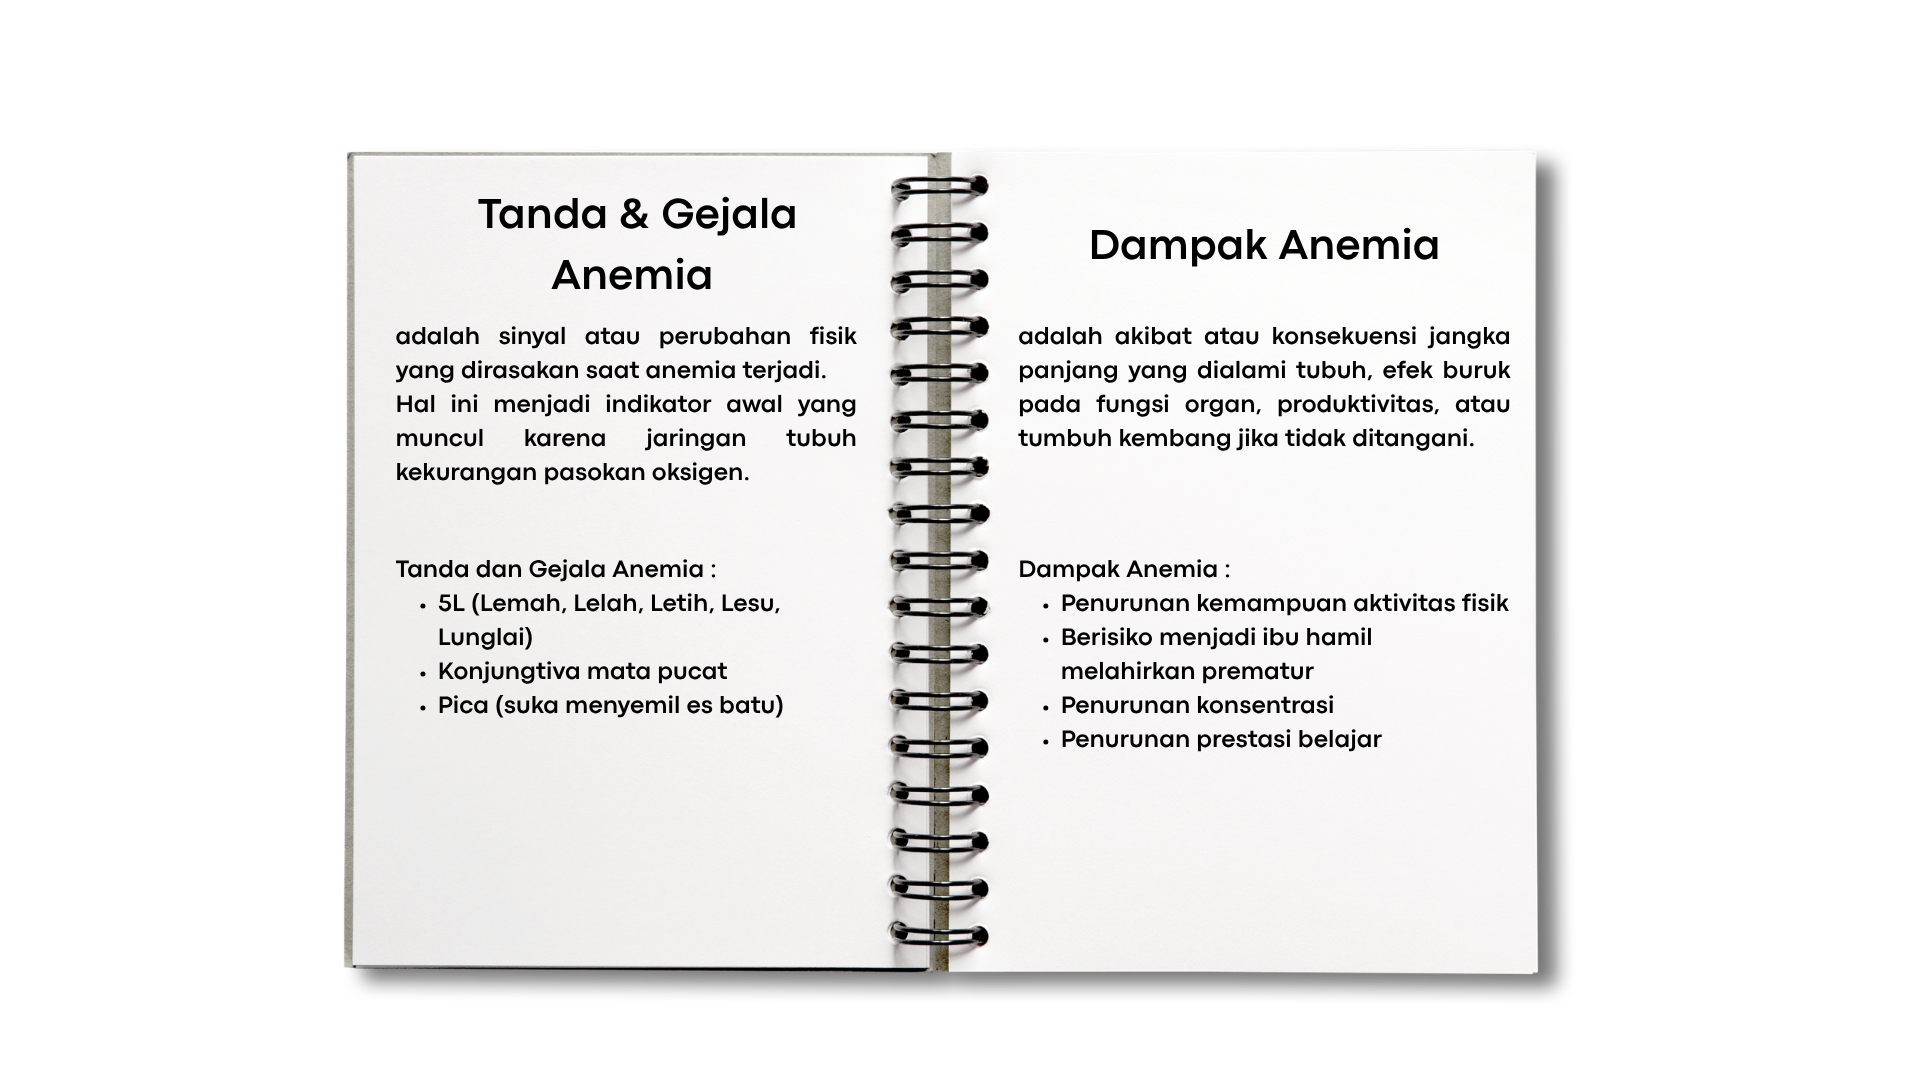 Tanda & Gejala
Anemia
adalah sinyal atau perubahan fisik
yang dirasakan saat anemia terjadi.
Hal ini menjadi indikator awal yang
muncul karena jaringan tubuh
kekurangan pasokan oksigen.
Tanda dan Gejala Anemia :
• 5L (Lemah, Lelah, Letih, Lesu,
Lunglai)
• Konjungtiva mata pucat
• Pica (suka menyemil es batu)
Dampak Anemia
adalah akibat atau konsekuensi jangka
panjang yang dialami tubuh, efek buruk
pada fungsi organ, produktivitas, atau
tumbuh kembang jika tidak ditangani.
Dampak Anemia :
• Penurunan kemampuan aktivitas fisik
• Berisiko menjadi ibu hamil
melahirkan prematur
• Penurunan konsentrasi
• Penurunan prestasi belajar